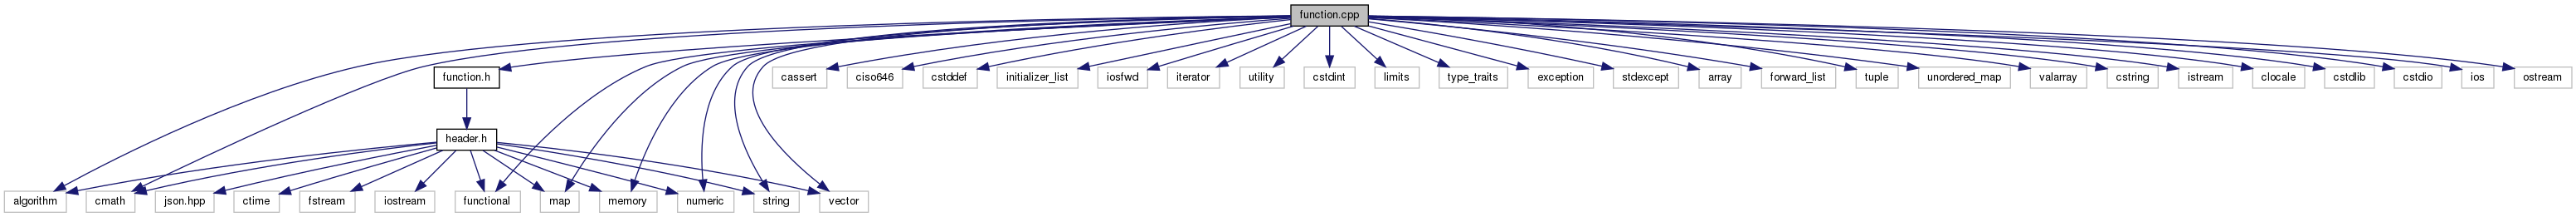 function.cpp
function.h
cassert
ciso646
cstddef
initializer_list
iosfwd
iterator
utility
cstdint
limits
type_traits
exception
stdexcept
array
forward_list
tuple
unordered_map
valarray
cstring
istream
clocale
cstdlib
cstdio
ios
ostream
header.h
algorithm
cmath
json.hpp
ctime
fstream
iostream
functional
map
memory
numeric
string
vector